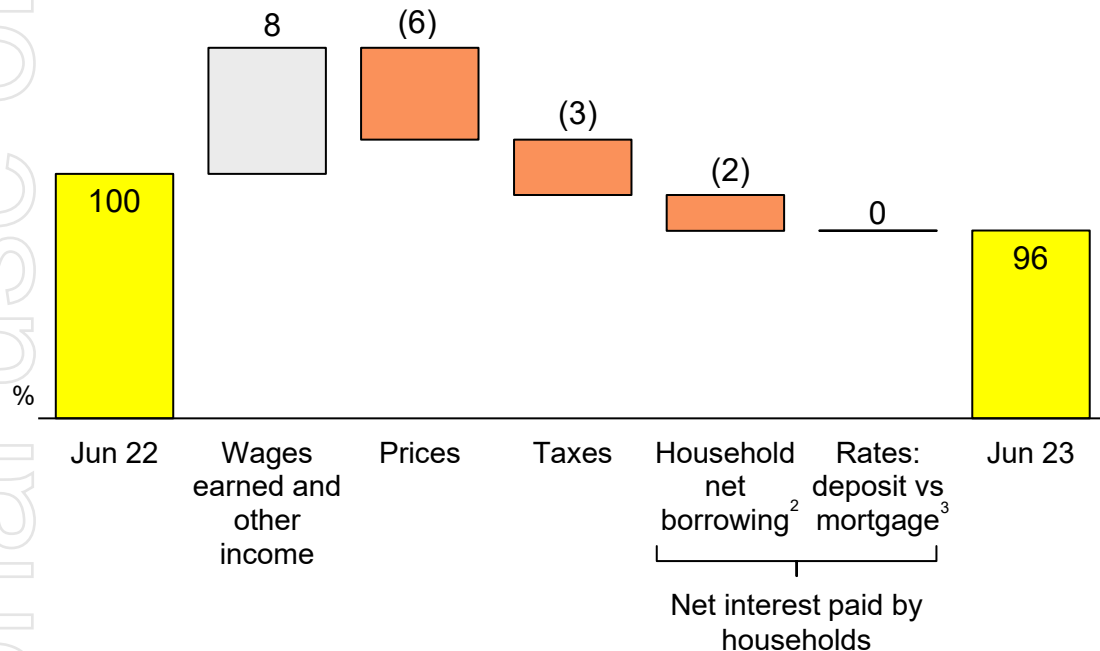 8
(6)
(3)
(2)
0
100
96
%
Jun 22
Wages
earned and
other
income
Prices
Taxes
Household
net
borrowing2
Rates:
deposit vs
mortgage3
Jun 23
Net interest paid by
households